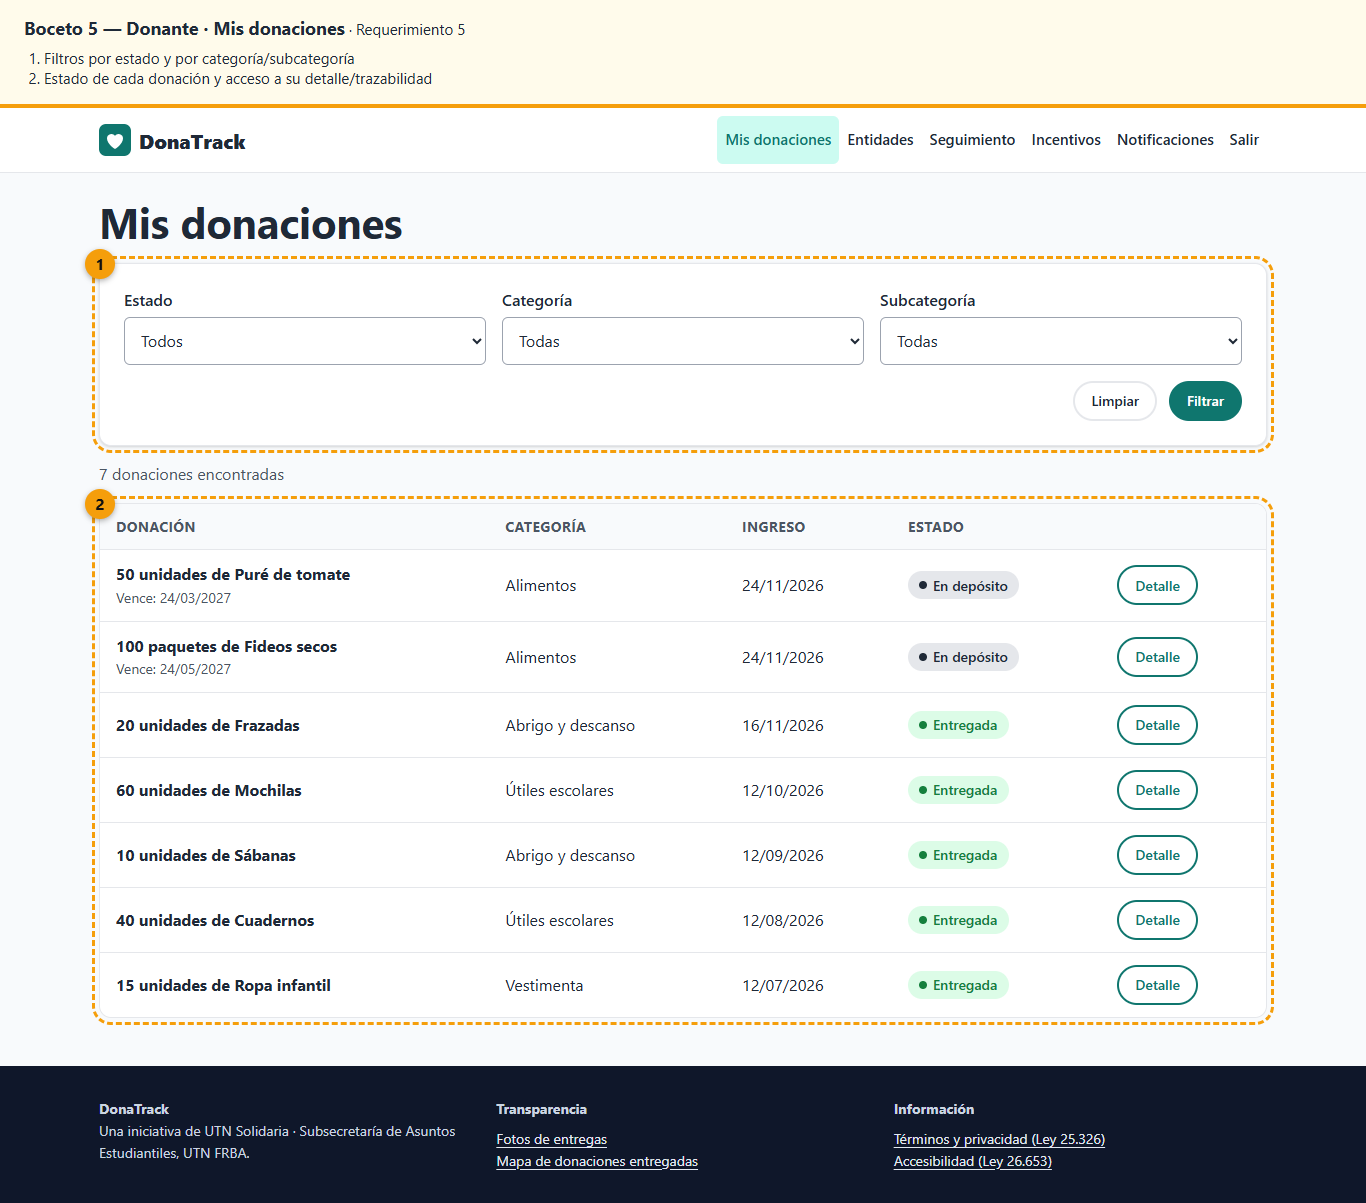 Boceto 5 — Donante · Mis donaciones · Requerimiento 5
1. Filtros por estado y por categoría/subcategoría
2. Estado de cada donación y acceso a su detalle/trazabilidad
DonaTrack
Mis donaciones Entidades Seguimiento Incentivos Notificaciones Salir
Mis donaciones
1
Estado Categoría Subcategoría
Todos Todas Todas
Limpiar Filtrar
7 donaciones encontradas
2
DONACIÓN CATEGORÍA INGRESO ESTADO
50 unidades de Puré de tomate
Vence: 24/03/2027
Alimentos 24/11/2026 En depósito Detalle
100 paquetes de Fideos secos
Vence: 24/05/2027
Alimentos 24/11/2026 En depósito Detalle
20 unidades de Frazadas Abrigo y descanso 16/11/2026 Entregada Detalle
60 unidades de Mochilas Útiles escolares 12/10/2026 Entregada Detalle
10 unidades de Sábanas Abrigo y descanso 12/09/2026 Entregada Detalle
40 unidades de Cuadernos Útiles escolares 12/08/2026 Entregada Detalle
15 unidades de Ropa infantil Vestimenta 12/07/2026 Entregada Detalle
DonaTrack
Una iniciativa de UTN Solidaria · Subsecretaría de Asuntos
Estudiantiles, UTN FRBA.
Transparencia
Fotos de entregas
Mapa de donaciones entregadas
Información
Términos y privacidad (Ley 25.326)
Accesibilidad (Ley 26.653)